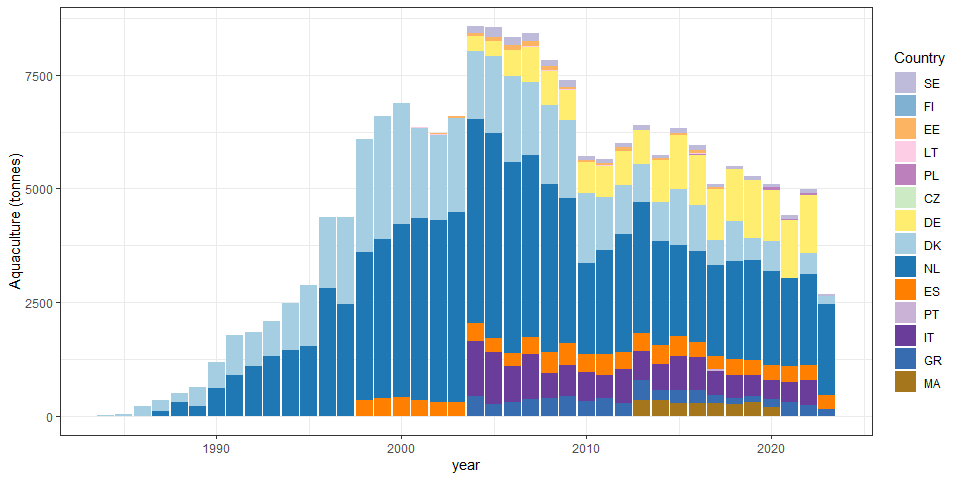 Aquaculture (tonnes)
7500
5000
2500
0
1990
2000
2010
2020
year
Country
SE
FI
EE
LT
PL
CZ
DE
DK
NL
ES
PT
IT
GR
MA